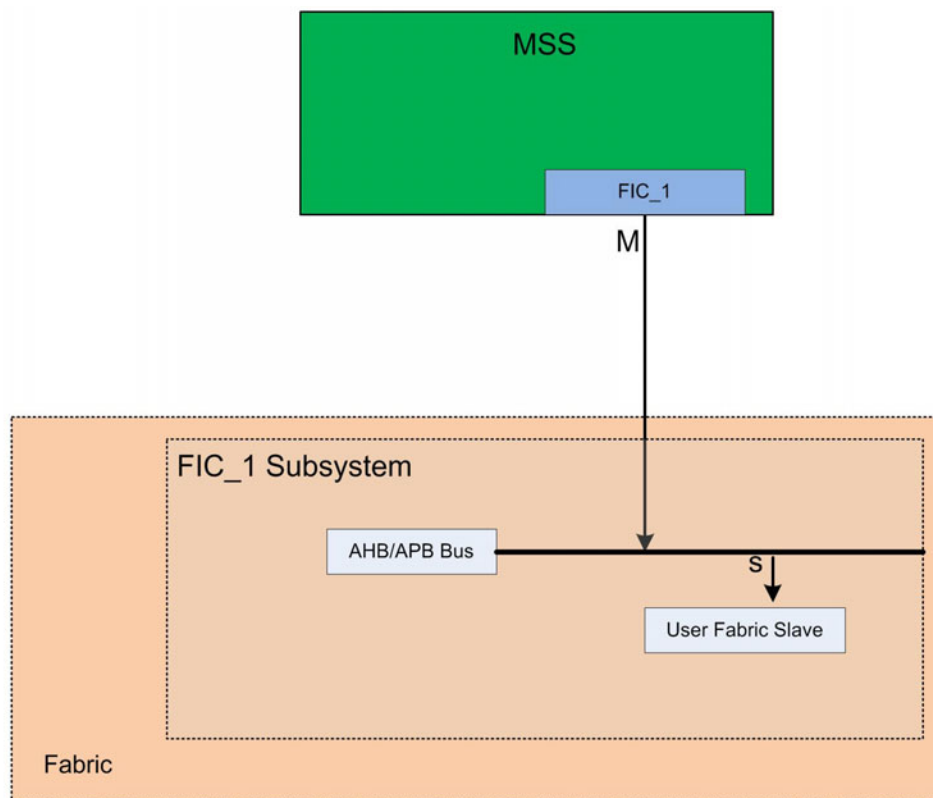 MSS
FIC_1
M
FIC_1 Subsystem
AHB/APB Bus
s
User Fabric Slave
Fabric